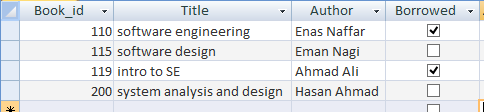 Book_id Title Author Borrowed
110 software engineering Enas Naffar
115 software design Eman Nagi
119 intro to SE Ahmad Ali
200 system analysis and design Hasan Ahmad